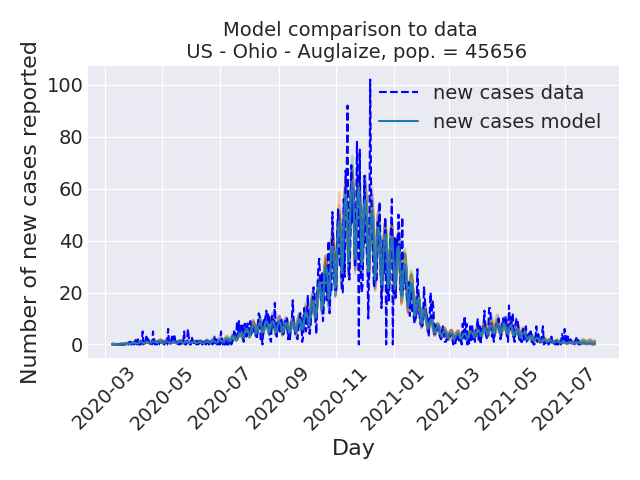 Model comparison to data
US - Ohio - Auglaize, pop. = 45656
new cases data
new cases model
Number of new cases reported
100
80
60
40
20
0
2020-03
2020-05
2020-07
2020-09
2020-11
2021-01
2021-03
2021-05
2021-07
Day